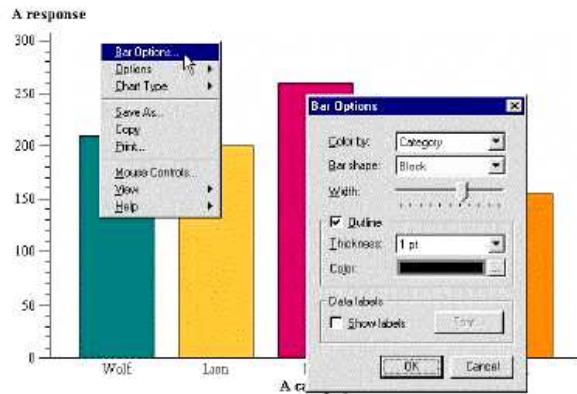 A response
300
250
200
150
100
50
0
Wolf
Lion
A
Bar Options...
Options
Chart Type
Save As...
Copy
Print...
Mouse Controls...
View
Help
Bar Options
Color by: Category
Bar shape: Block
Width:
Outline
Thickness: 1 pt
Color:
...
Data labels
Show labels
OK Cancel